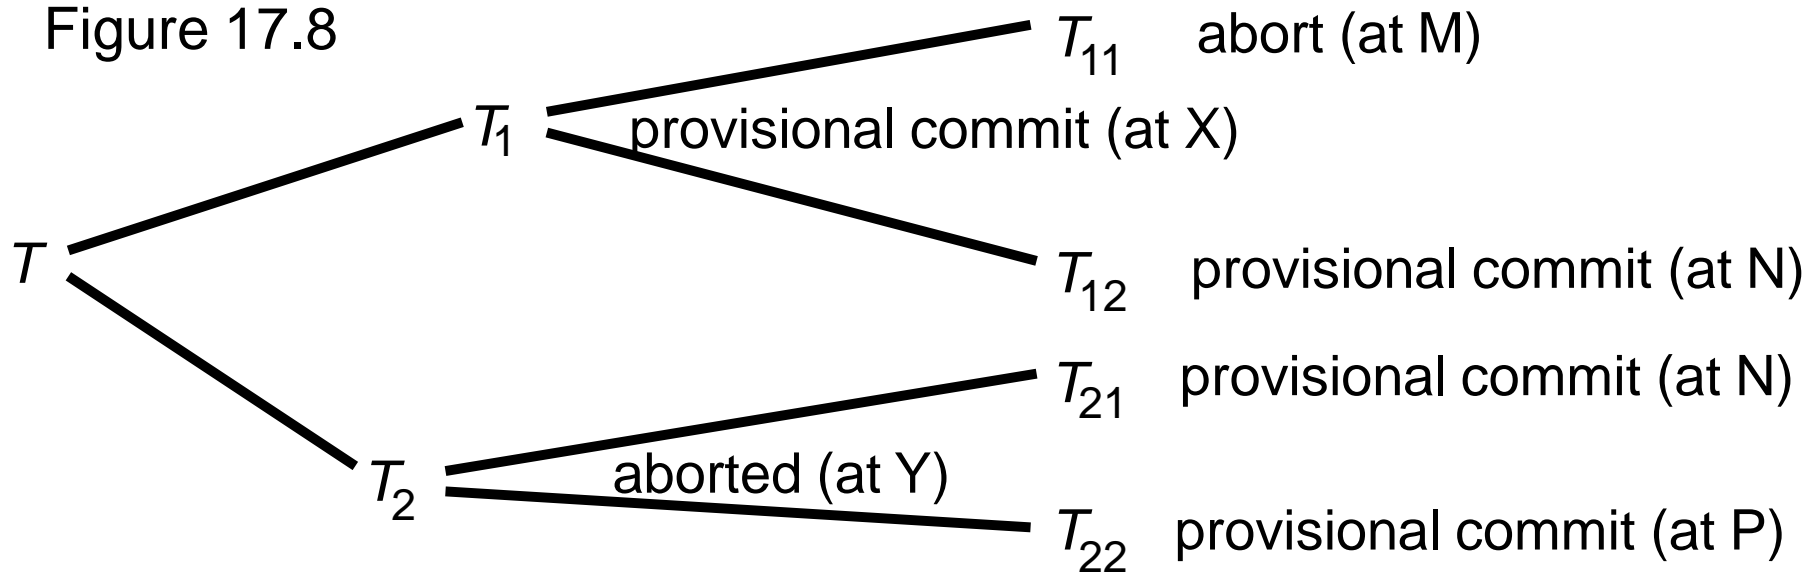 Figure 17.8
T11 abort (at M)
T1 provisional commit (at X)
T
T12 provisional commit (at N)
T21 provisional commit (at N)
T2 aborted (at Y)
T22 provisional commit (at P)